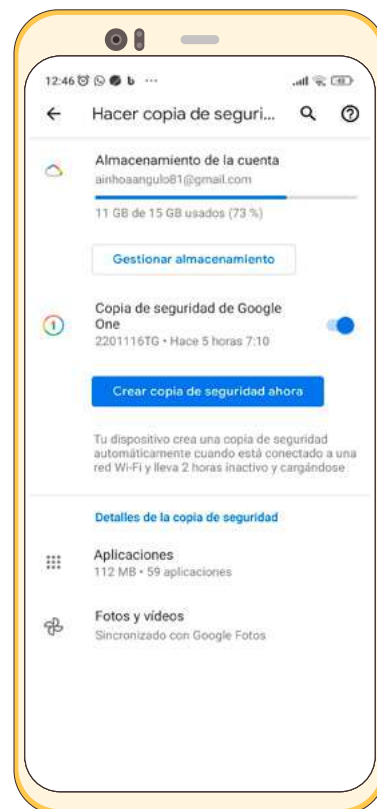 12:46 b ...
Hacer copia de seguri...
Almacenamiento de la cuenta
ainhoaangulo81@gmail.com
11 GB de 15 GB usados (73 %)
Gestionar almacenamiento
1
Copia de seguridad de Google
One
2201116TG • Hace 5 horas 7:10
Crear copia de seguridad ahora
Tu dispositivo crea una copia de seguridad
automáticamente cuando está conectado a una
red Wi-Fi y lleva 2 horas inactivo y cargándose
Detalles de la copia de seguridad
Aplicaciones
112 MB • 59 aplicaciones
Fotos y vídeos
Sincronizado con Google Fotos